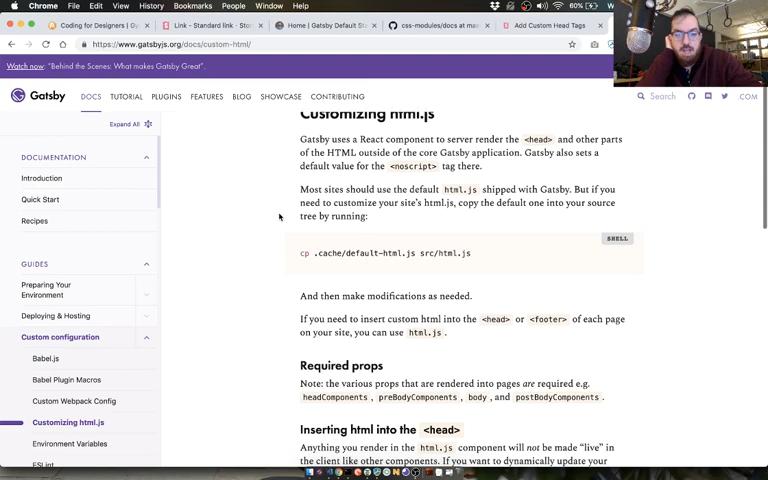 Chrome File Edit View History Bookmarks People Window Help
60%
Coding for Designers | Gy
Link - Standard link - Stor
Home | Gatsby Default St
css-modules/docs at mas
Add Custom Head Tags
https://www.gatsbyjs.org/docs/custom-html/
Watch now: "Behind the Scenes: What makes Gatsby Great".
Gatsby DOCS TUTORIAL PLUGINS FEATURES BLOG SHOWCASE CONTRIBUTING Search .COM
Expand All
DOCUMENTATION
Introduction
Quick Start
Recipes
GUIDES
Preparing Your
Environment
Deploying & Hosting
Custom configuration
Babel.js
Babel Plugin Macros
Custom Webpack Config
Customizing html.js
Environment Variables
ESLint
Customizing html.js
Gatsby uses a React component to server render the <head> and other parts
of the HTML outside of the core Gatsby application. Gatsby also sets a
default value for the <noscript> tag there.
Most sites should use the default html.js shipped with Gatsby. But if you
need to customize your site's html.js, copy the default one into your source
tree by running:
SHELL
cp .cache/default-html.js src/html.js
And then make modifications as needed.
If you need to insert custom html into the <head> or <footer> of each page
on your site, you can use html.js.
Required props
Note: the various props that are rendered into pages are required e.g.
headComponents, preBodyComponents, body, and postBodyComponents.
Inserting html into the <head>
Anything you render in the html.js component will not be made "live" in
the client like other components. If you want to dynamically update your